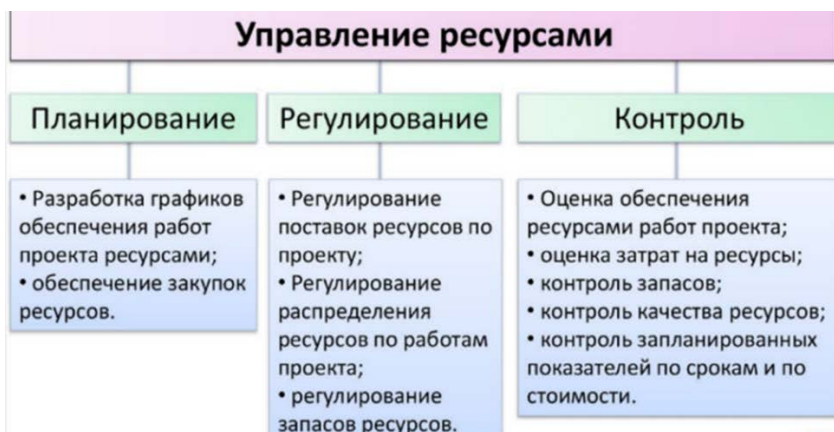 Управление ресурсами
Планирование
• Разработка графиков
обеспечения работ
проекта ресурсами;
• обеспечение закупок
ресурсов.
Регулирование
• Регулирование
поставок ресурсов по
проекту;
• Регулирование
распределения
ресурсов по работам
проекта;
• регулирование
запасов ресурсов.
Контроль
• Оценка обеспечения
ресурсами работ проекта;
• оценка затрат на ресурсы;
• контроль запасов;
• контроль качества ресурсов;
• контроль запланированных
показателей по срокам и по
стоимости.